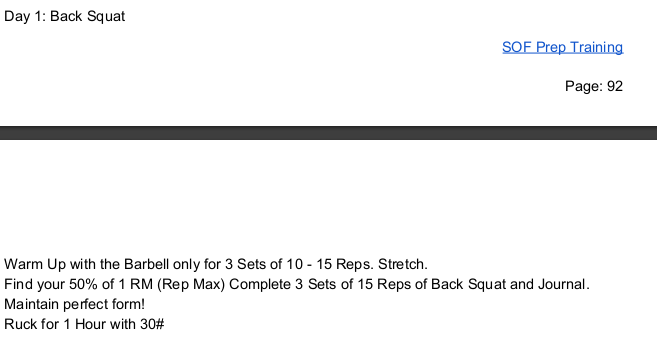 Day 1: Back Squat
SOF Prep Training
Page: 92
Warm Up with the Barbell only for 3 Sets of 10 - 15 Reps. Stretch.
Find your 50% of 1 RM (Rep Max) Complete 3 Sets of 15 Reps of Back Squat and Journal.
Maintain perfect form!
Ruck for 1 Hour with 30#